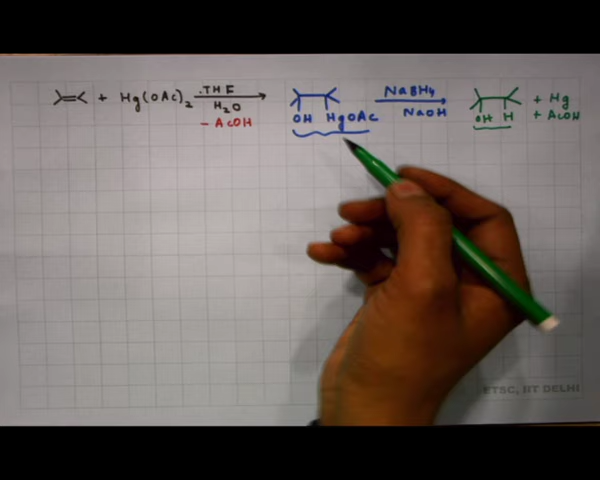 + Hg(OAc)2 THF H2O - AcOH
OH HgOAc
NaBH4 NaOH
OH H
+ Hg
+ AcOH
ETSC, IIT DELHI